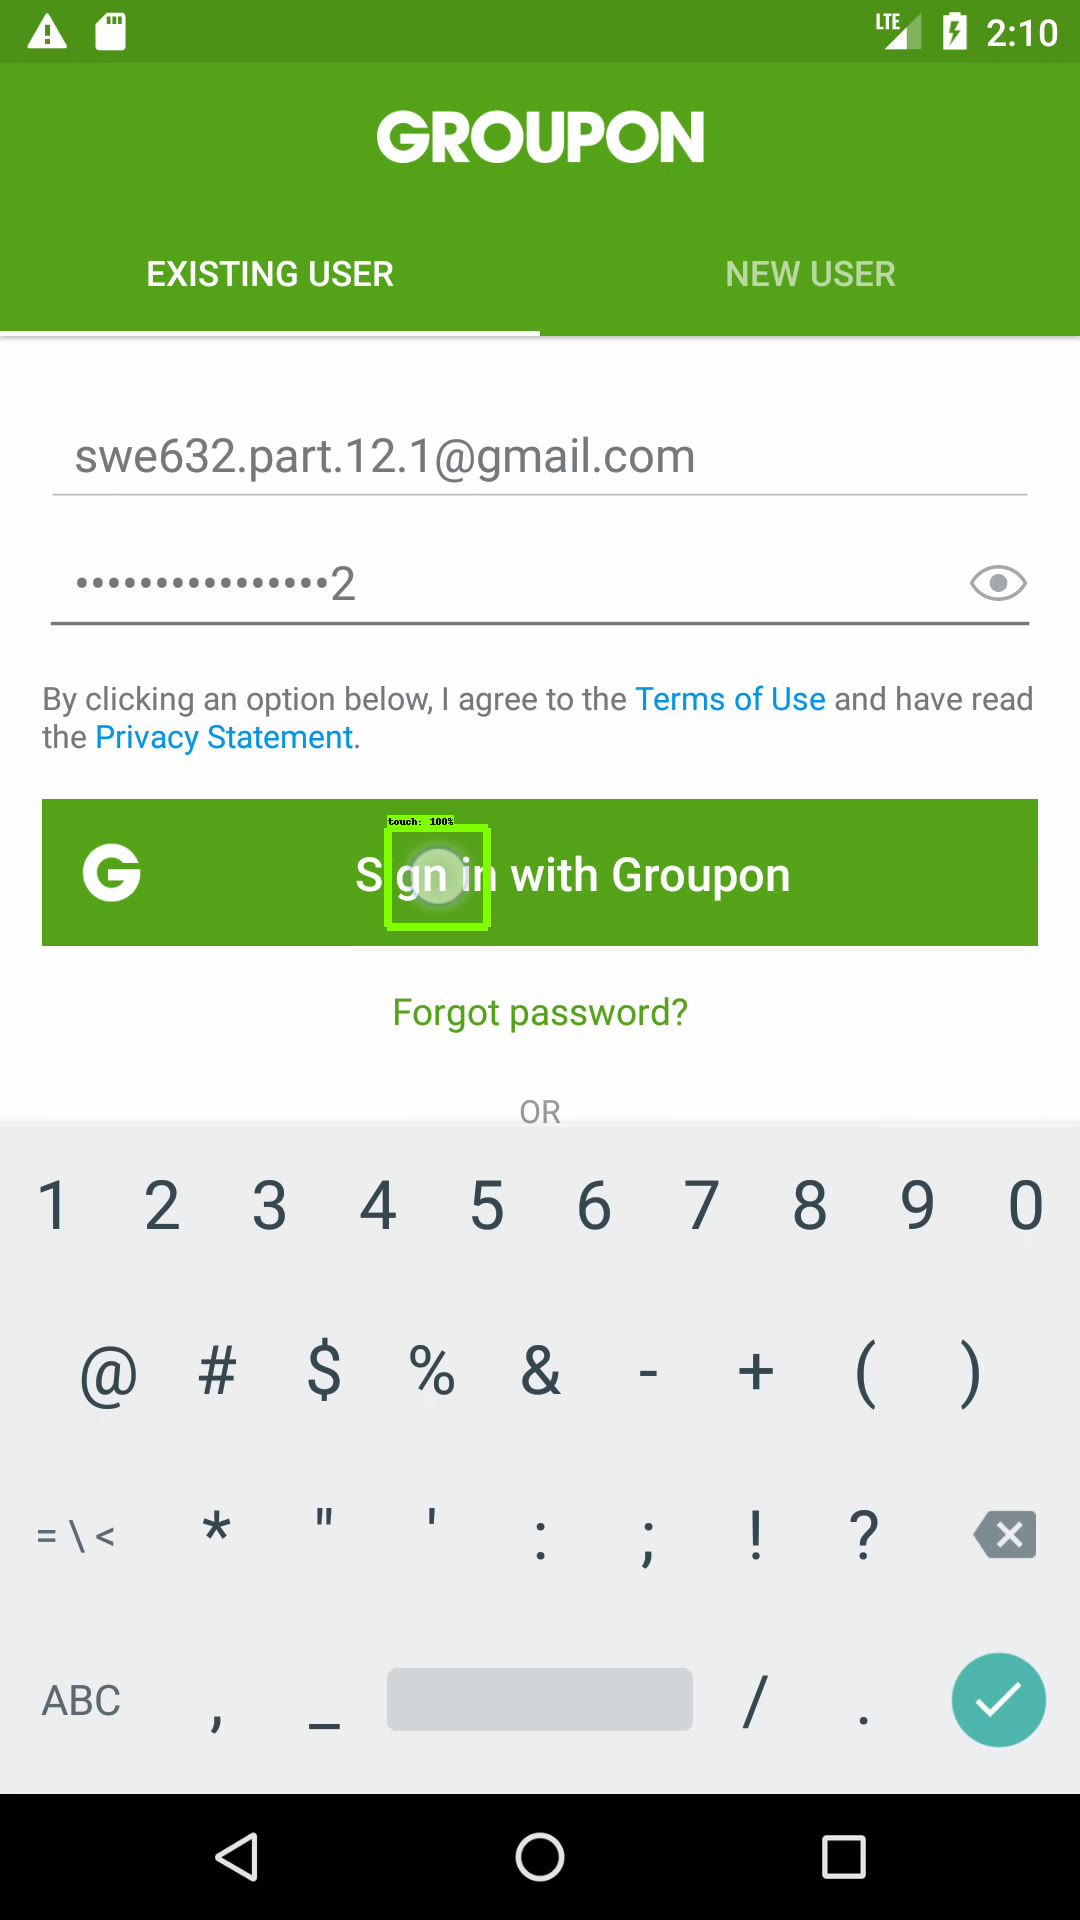 LTE 2:10
GROUPON
EXISTING USER NEW USER
swe632.part.12.1@gmail.com
••••••••••••••••2
By clicking an option below, I agree to the Terms of Use and have read
the Privacy Statement.
touch: 100%
G Sign in with Groupon
Forgot password?
OR
1 2 3 4 5 6 7 8 9 0
@ # $ % & - + ( )
= \ < * " ' : ; ! ?
ABC , _ / .